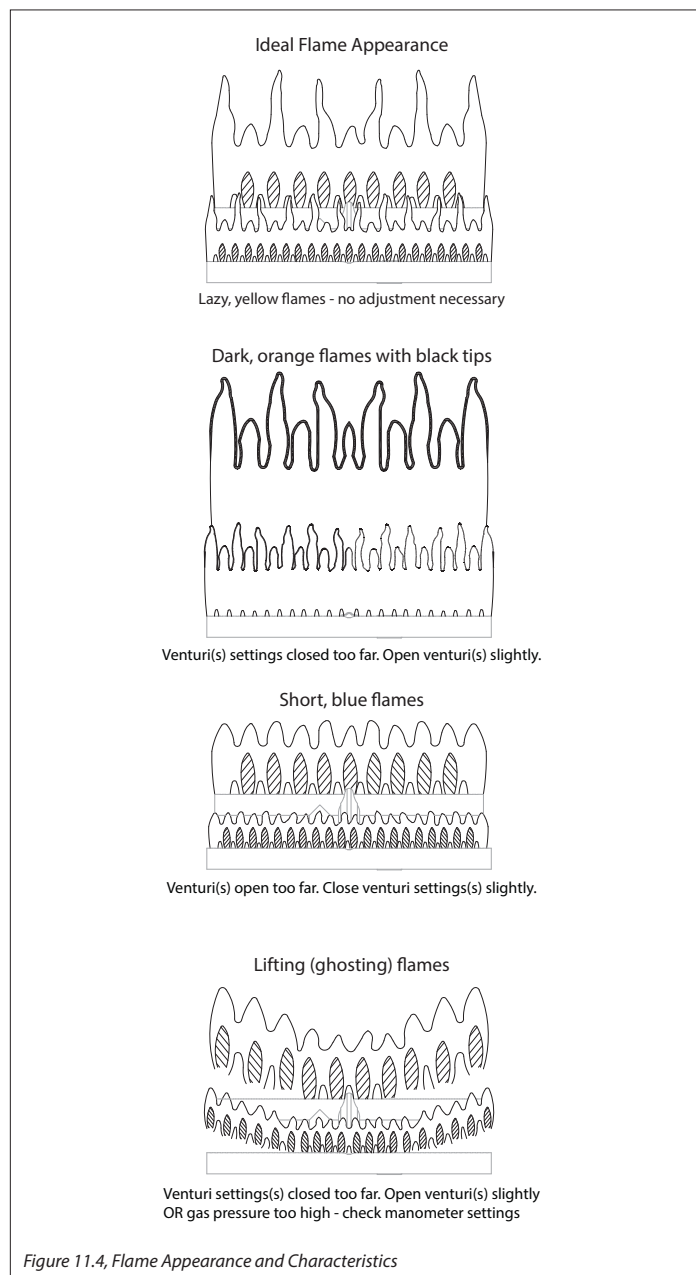 Ideal Flame Appearance
Lazy, yellow flames - no adjustment necessary
Dark, orange flames with black tips
Venturi(s) settings closed too far. Open venturi(s) slightly.
Short, blue flames
Venturi(s) open too far. Close venturi settings(s) slightly.
Lifting (ghosting) flames
Venturi settings(s) closed too far. Open venturi(s) slightly
OR gas pressure too high - check manometer settings
Figure 11.4, Flame Appearance and Characteristics